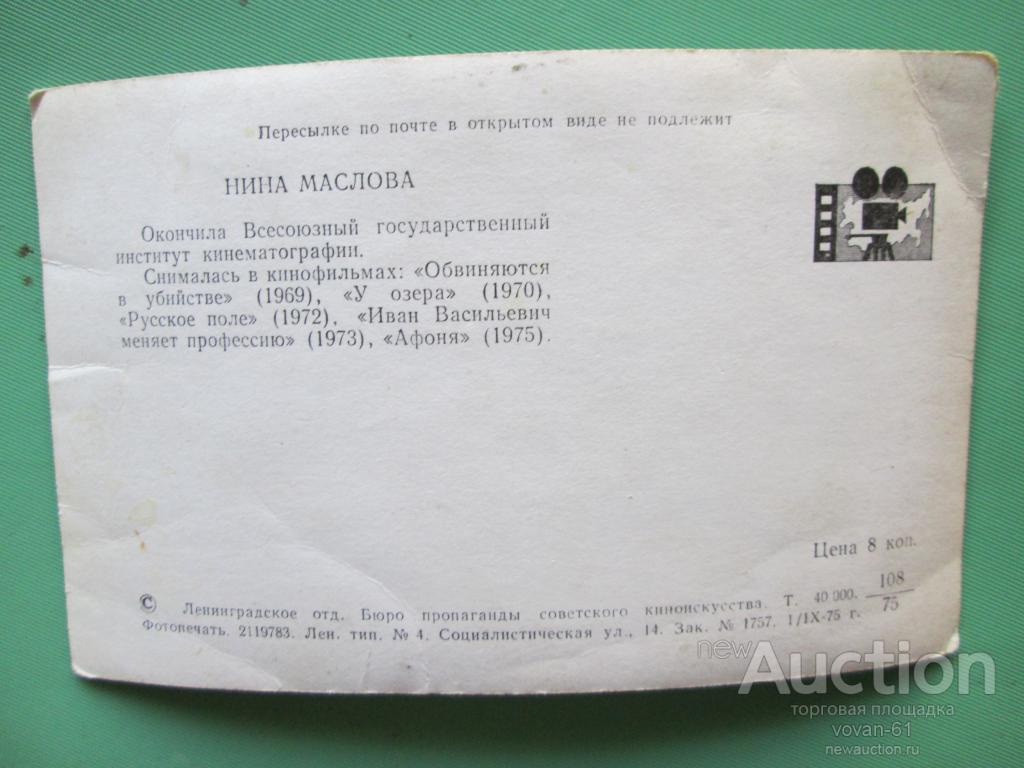 Пересылке по почте в открытом виде не подлежит
НИНА МАСЛОВА
Окончила Всесоюзный государственный
институт кинематографии.
Снималась в кинофильмах: «Обвиняются
в убийстве» (1969), «У озера» (1970),
«Русское поле» (1972), «Иван Васильевич
меняет профессию» (1973), «Афоня» (1975).
Цена 8 коп.
© Ленинградское отд. Бюро пропаганды советского киноискусства. Т. 40 000. 108/75
Фотопечать. 2119783. Лен. тип. № 4. Социалистическая ул., 14. Зак. № 1757. 1/IX-75 г.
newAuction
торговая площадка
vovan-61
newauction.ru